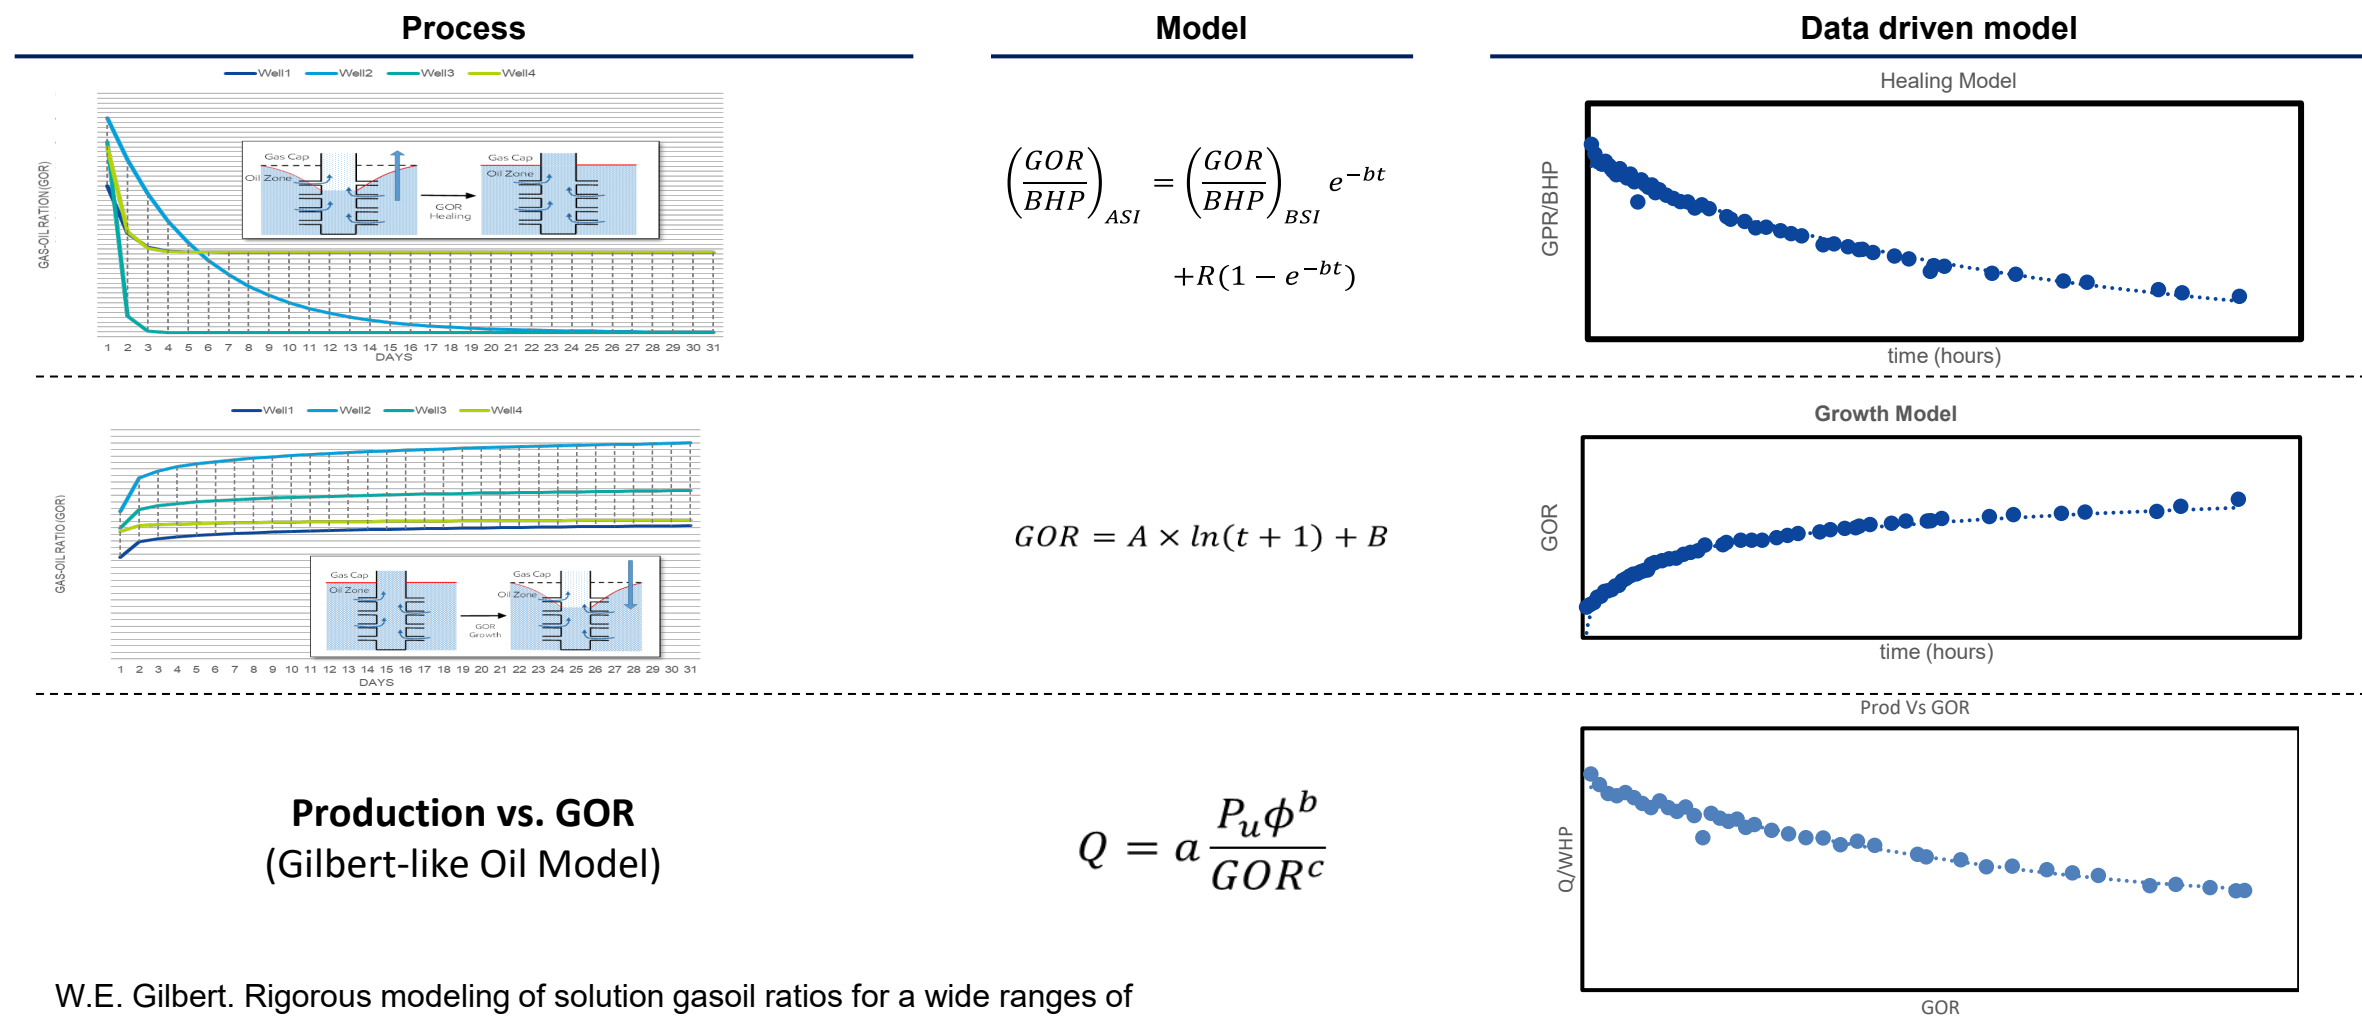 Process
Model
Data driven model
Well1 Well2 Well3 Well4
GAS-OIL RATION(GOR)
Gas Cap
Oil Zone
GOR
Healing
Gas Cap
Oil Zone
1 2 3 4 5 6 7 8 9 10 11 12 13 14 15 16 17 18 19 20 21 22 23 24 25 26 27 28 29 30 31
DAYS
(GOR/BHP)_ASI = (GOR/BHP)_BSI e^{-bt}
+R(1 − e^{-bt})
Healing Model
GPR/BHP
time (hours)
Well1 Well2 Well3 Well4
GAS-OIL RATIO (GOR)
Gas Cap
Oil Zone
GOR
Growth
Gas Cap
Oil Zone
1 2 3 4 5 6 7 8 9 10 11 12 13 14 15 16 17 18 19 20 21 22 23 24 25 26 27 28 29 30 31
DAYS
GOR = A × ln(t + 1) + B
Growth Model
GOR
time (hours)
Production vs. GOR
(Gilbert-like Oil Model)
Q = a P_u ϕ^b / GOR^c
Prod Vs GOR
Q/WHP
GOR
W.E. Gilbert. Rigorous modeling of solution gasoil ratios for a wide ranges of